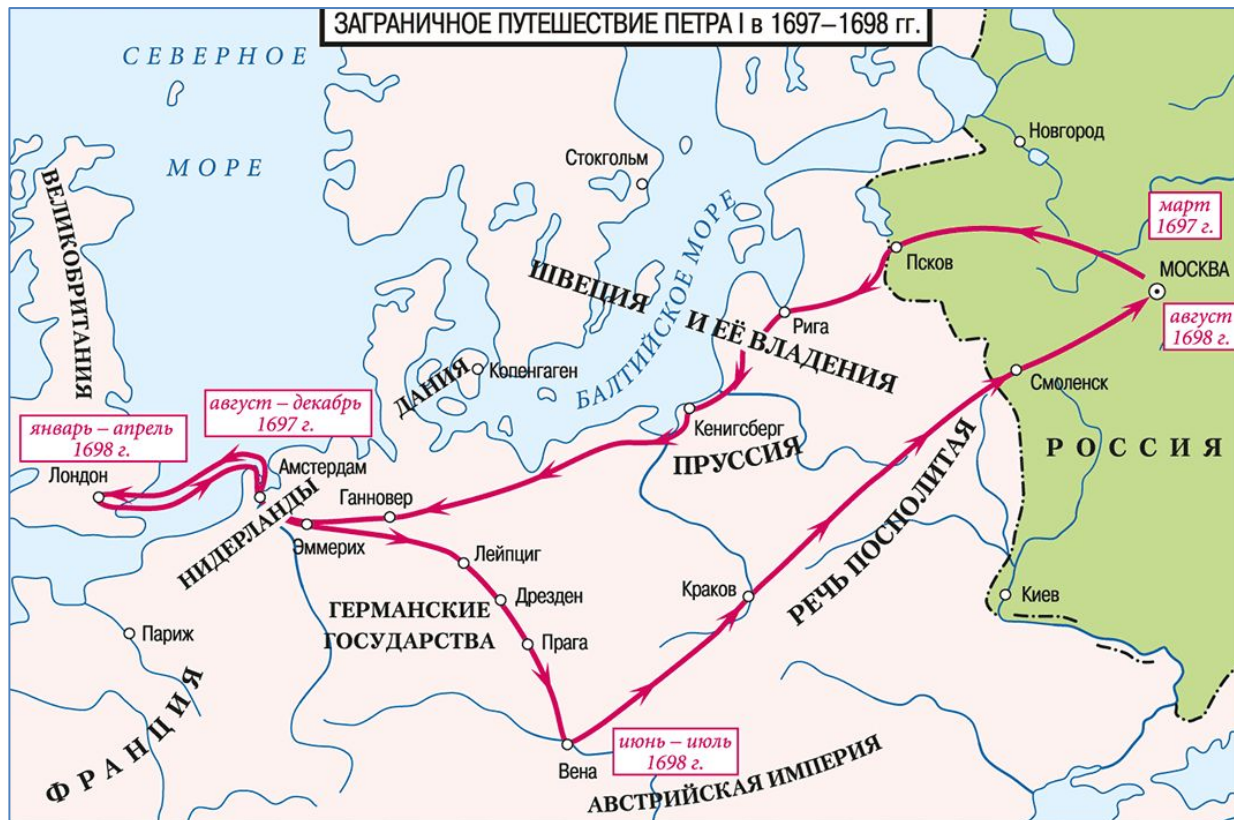 ЗАГРАНИЧНОЕ ПУТЕШЕСТВИЕ ПЕТРА I в 1697–1698 гг.
СЕВЕРНОЕ
МОРЕ
ВЕЛИКОБРИТАНИЯ
Стокгольм
Новгород
март
1697 г.
МОСКВА
август
1698 г.
Псков
Рига
ШВЕЦИЯ И ЕЁ ВЛАДЕНИЯ
БАЛТИЙСКОЕ МОРЕ
ДАНИЯ
Копенгаген
Смоленск
Кенигсберг
ПРУССИЯ
РОССИЯ
август – декабрь
1697 г.
январь – апрель
1698 г.
Лондон
Амстердам
Ганновер
НИДЕРЛАНДЫ
Эммерих
Лейпциг
Дрезден
ГЕРМАНСКИЕ
ГОСУДАРСТВА
Прага
Краков
РЕЧЬ ПОСПОЛИТАЯ
Киев
Париж
ФРАНЦИЯ
Вена
июнь – июль
1698 г.
АВСТРИЙСКАЯ ИМПЕРИЯ